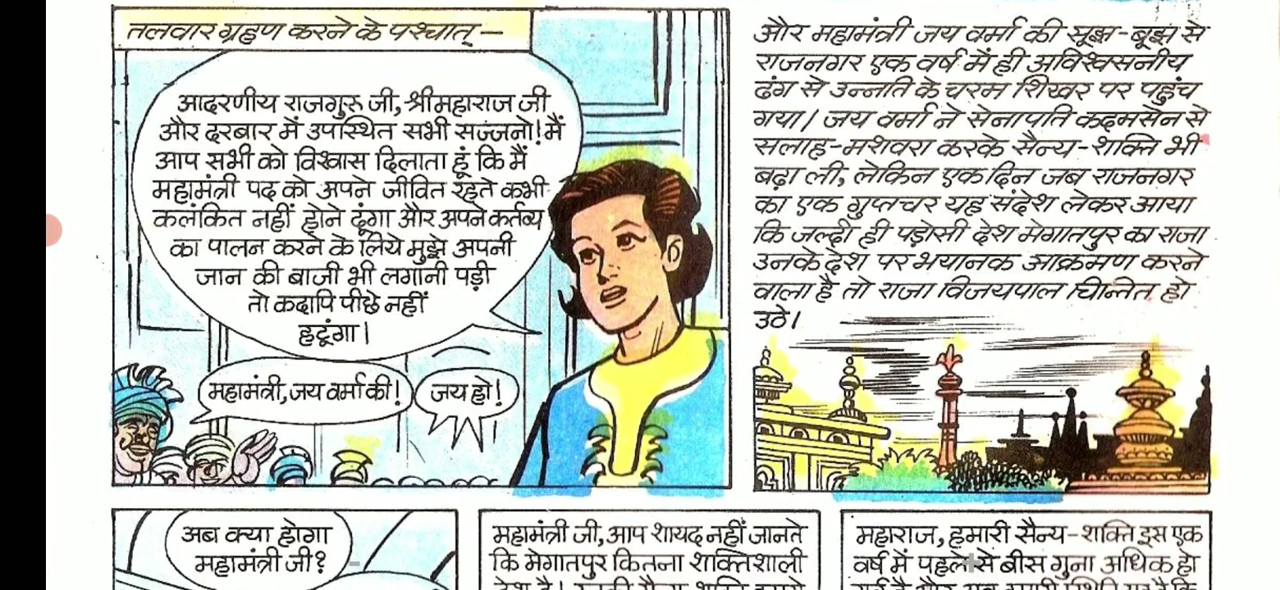 तलवार ग्रहण करने के पश्चात् —
आदरणीय राजगुरू जी, श्रीमहाराज जी
और दरबार में उपस्थित सभी सज्जनो! मैं
आप सभी को विश्वास दिलाता हूं कि मैं
महामंत्री पद को अपने जीवित रहते कभी
कलंकित नहीं होने दूंगा और अपने कर्तव्य
का पालन करने के लिये मुझे अपनी
जान की बाजी भी लगानी पड़ी
तो कदापि पीछे नहीं
हटूंगा।
महामंत्री, जय वर्मा की!
जय हो!
और महामंत्री जय वर्मा की सूझ-बूझ से
राजनगर एक वर्ष में ही अविश्वसनीय
ढंग से उन्नति के चरम शिखर पर पहुंच
गया। जय वर्मा ने सेनापति कदमसेन से
सलाह-मशवरा करके सैन्य-शक्ति भी
बढ़ा ली, लेकिन एक दिन जब राजनगर
का एक गुप्तचर यह संदेश लेकर आया
कि जल्दी ही पड़ोसी देश मेगातपुर का राजा
उनके देश पर भयानक आक्रमण करने
वाला है तो राजा विजयपाल चिन्तित हो
उठे।
अब क्या होगा
महामंत्री जी?
महामंत्री जी, आप शायद नहीं जानते
कि मेगातपुर कितना शक्तिशाली
महाराज, हमारी सैन्य-शक्ति इस एक
वर्ष में पहले से बीस गुना अधिक हो